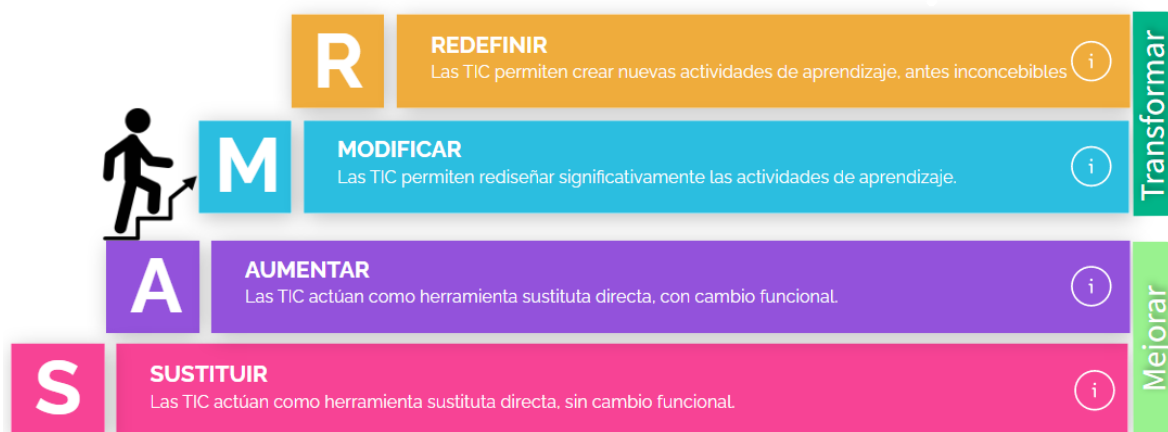 R
REDEFINIR
Las TIC permiten crear nuevas actividades de aprendizaje, antes inconcebibles
i
M
MODIFICAR
Las TIC permiten rediseñar significativamente las actividades de aprendizaje.
i
Transformar
A
AUMENTAR
Las TIC actúan como herramienta sustituta directa, con cambio funcional.
i
S
SUSTITUIR
Las TIC actúan como herramienta sustituta directa, sin cambio funcional.
i
Mejorar